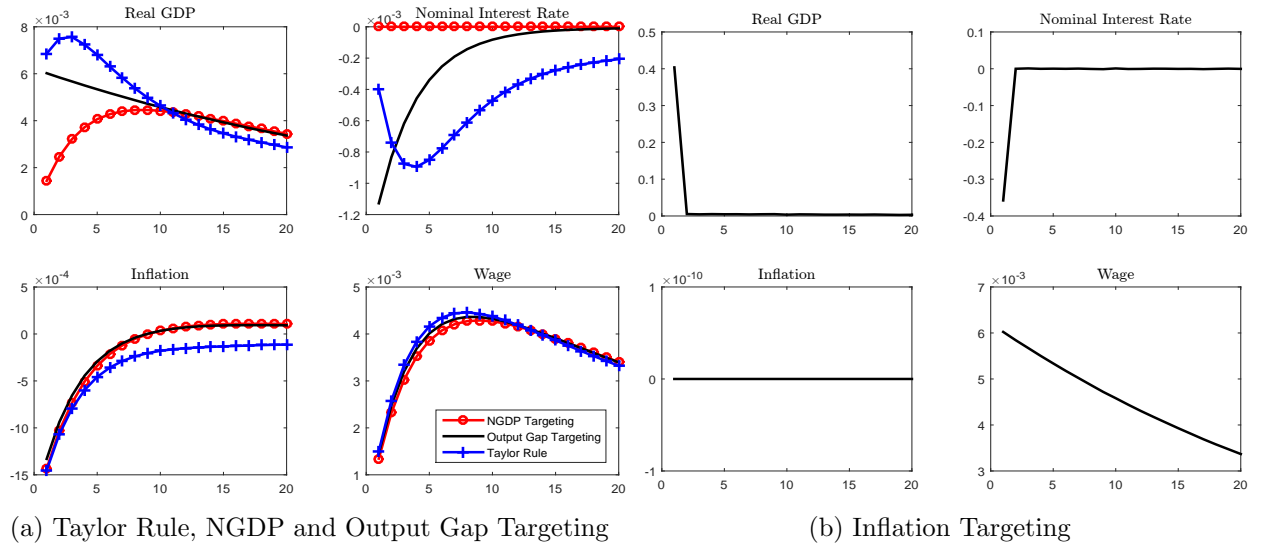 Real GDP
×10⁻³
8
6
4
2
0
0 5 10 15 20
Nominal Interest Rate
×10⁻³
0
-0.2
-0.4
-0.6
-0.8
-1
-1.2
0 5 10 15 20
Real GDP
0.5
0.4
0.3
0.2
0.1
0
0 5 10 15 20
Nominal Interest Rate
0.1
0
-0.1
-0.2
-0.3
-0.4
0 5 10 15 20
Inflation
×10⁻⁴
5
0
-5
-10
-15
0 5 10 15 20
Wage
×10⁻³
5
4
3
2
1
0 5 10 15 20
NGDP Targeting
Output Gap Targeting
Taylor Rule
Inflation
×10⁻¹⁰
1
0
-1
0 5 10 15 20
Wage
×10⁻³
7
6
5
4
3
0 5 10 15 20
(a) Taylor Rule, NGDP and Output Gap Targeting
(b) Inflation Targeting